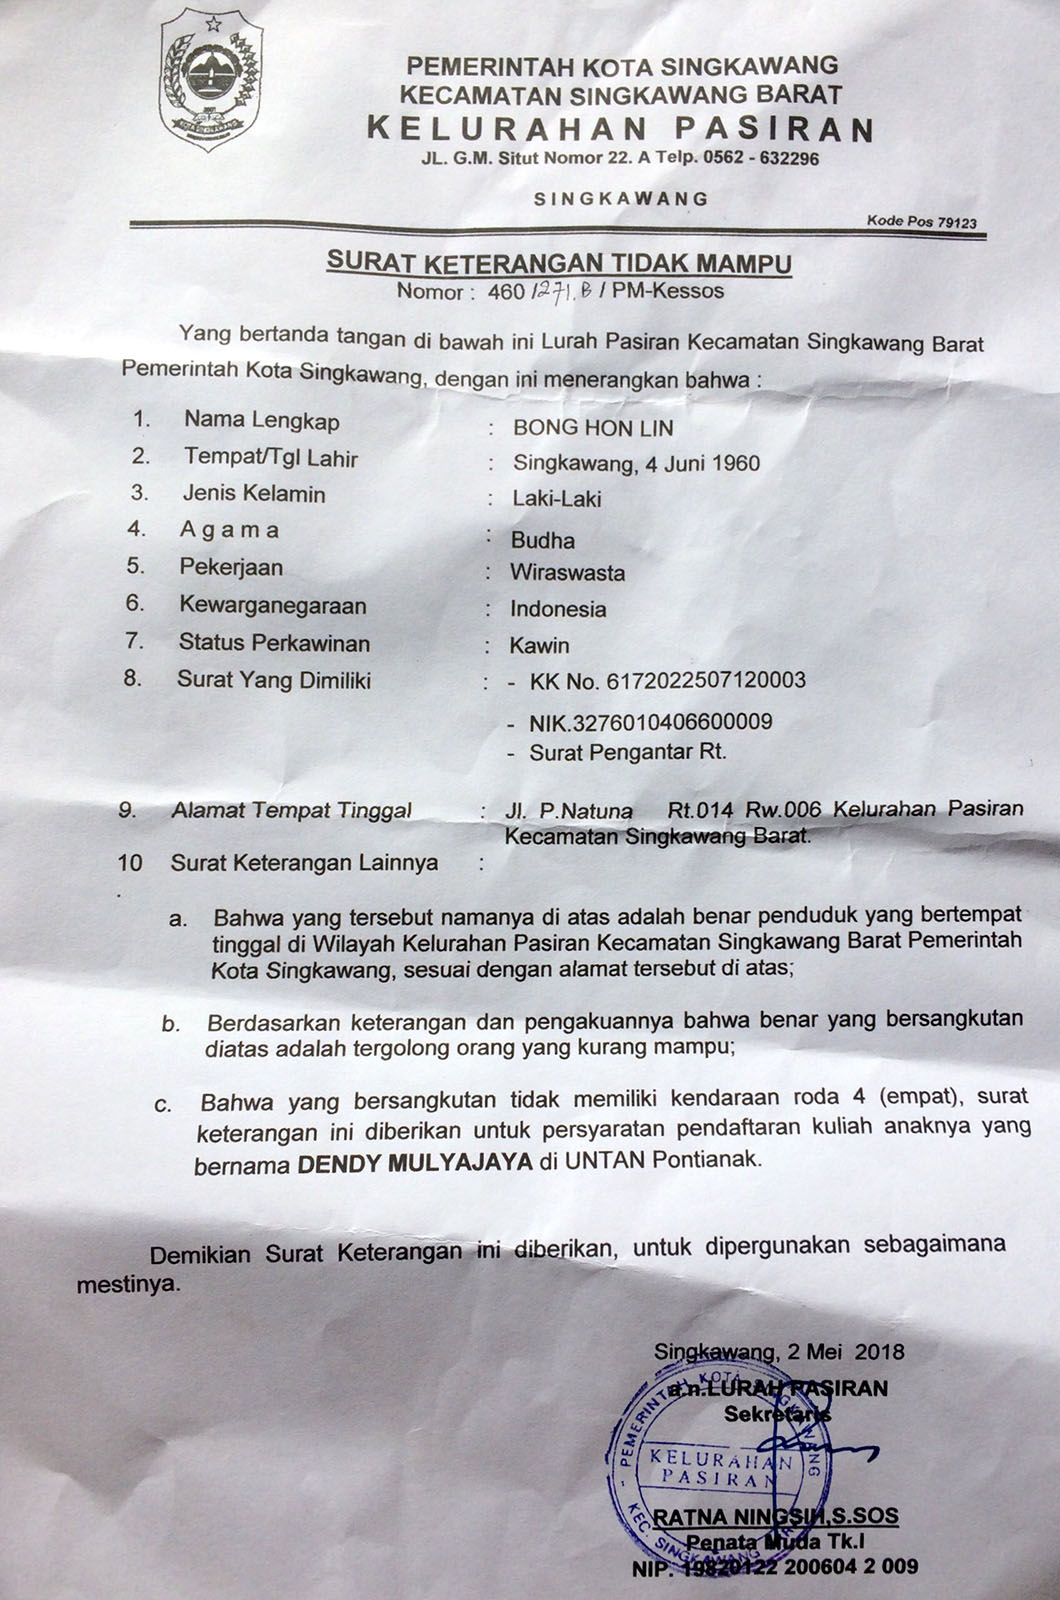 PEMERINTAH KOTA SINGKAWANG
KECAMATAN SINGKAWANG BARAT
KELURAHAN PASIRAN
JL. G.M. Situt Nomor 22. A Telp. 0562 - 632296
SINGKAWANG
Kode Pos 79123
SURAT KETERANGAN TIDAK MAMPU
Nomor : 460 /271.B / PM-Kessos
Yang bertanda tangan di bawah ini Lurah Pasiran Kecamatan Singkawang Barat
Pemerintah Kota Singkawang, dengan ini menerangkan bahwa :
1. Nama Lengkap : BONG HON LIN
2. Tempat/Tgl Lahir : Singkawang, 4 Juni 1960
3. Jenis Kelamin : Laki-Laki
4. A g a m a : Budha
5. Pekerjaan : Wiraswasta
6. Kewarganegaraan : Indonesia
7. Status Perkawinan : Kawin
8. Surat Yang Dimiliki : - KK No. 6172022507120003
- NIK.3276010406600009
- Surat Pengantar Rt.
9. Alamat Tempat Tinggal : Jl. P.Natuna Rt.014 Rw.006 Kelurahan Pasiran
Kecamatan Singkawang Barat.
10 Surat Keterangan Lainnya :
.
a. Bahwa yang tersebut namanya di atas adalah benar penduduk yang bertempat
tinggal di Wilayah Kelurahan Pasiran Kecamatan Singkawang Barat Pemerintah
Kota Singkawang, sesuai dengan alamat tersebut di atas;
b. Berdasarkan keterangan dan pengakuannya bahwa benar yang bersangkutan
diatas adalah tergolong orang yang kurang mampu;
c. Bahwa yang bersangkutan tidak memiliki kendaraan roda 4 (empat), surat
keterangan ini diberikan untuk persyaratan pendaftaran kuliah anaknya yang
bernama DENDY MULYAJAYA di UNTAN Pontianak.
Demikian Surat Keterangan ini diberikan, untuk dipergunakan sebagaimana
mestinya.
Singkawang, 2 Mei 2018
a.n.LURAH PASIRAN
Sekretaris
PEMERINTAH KOTA SINGKAWANG
KELURAHAN
PASIRAN
KEC. SINGKAWANG
RATNA NINGSIH,S.SOS
Penata Muda Tk.I
NIP. 19820122 200604 2 009